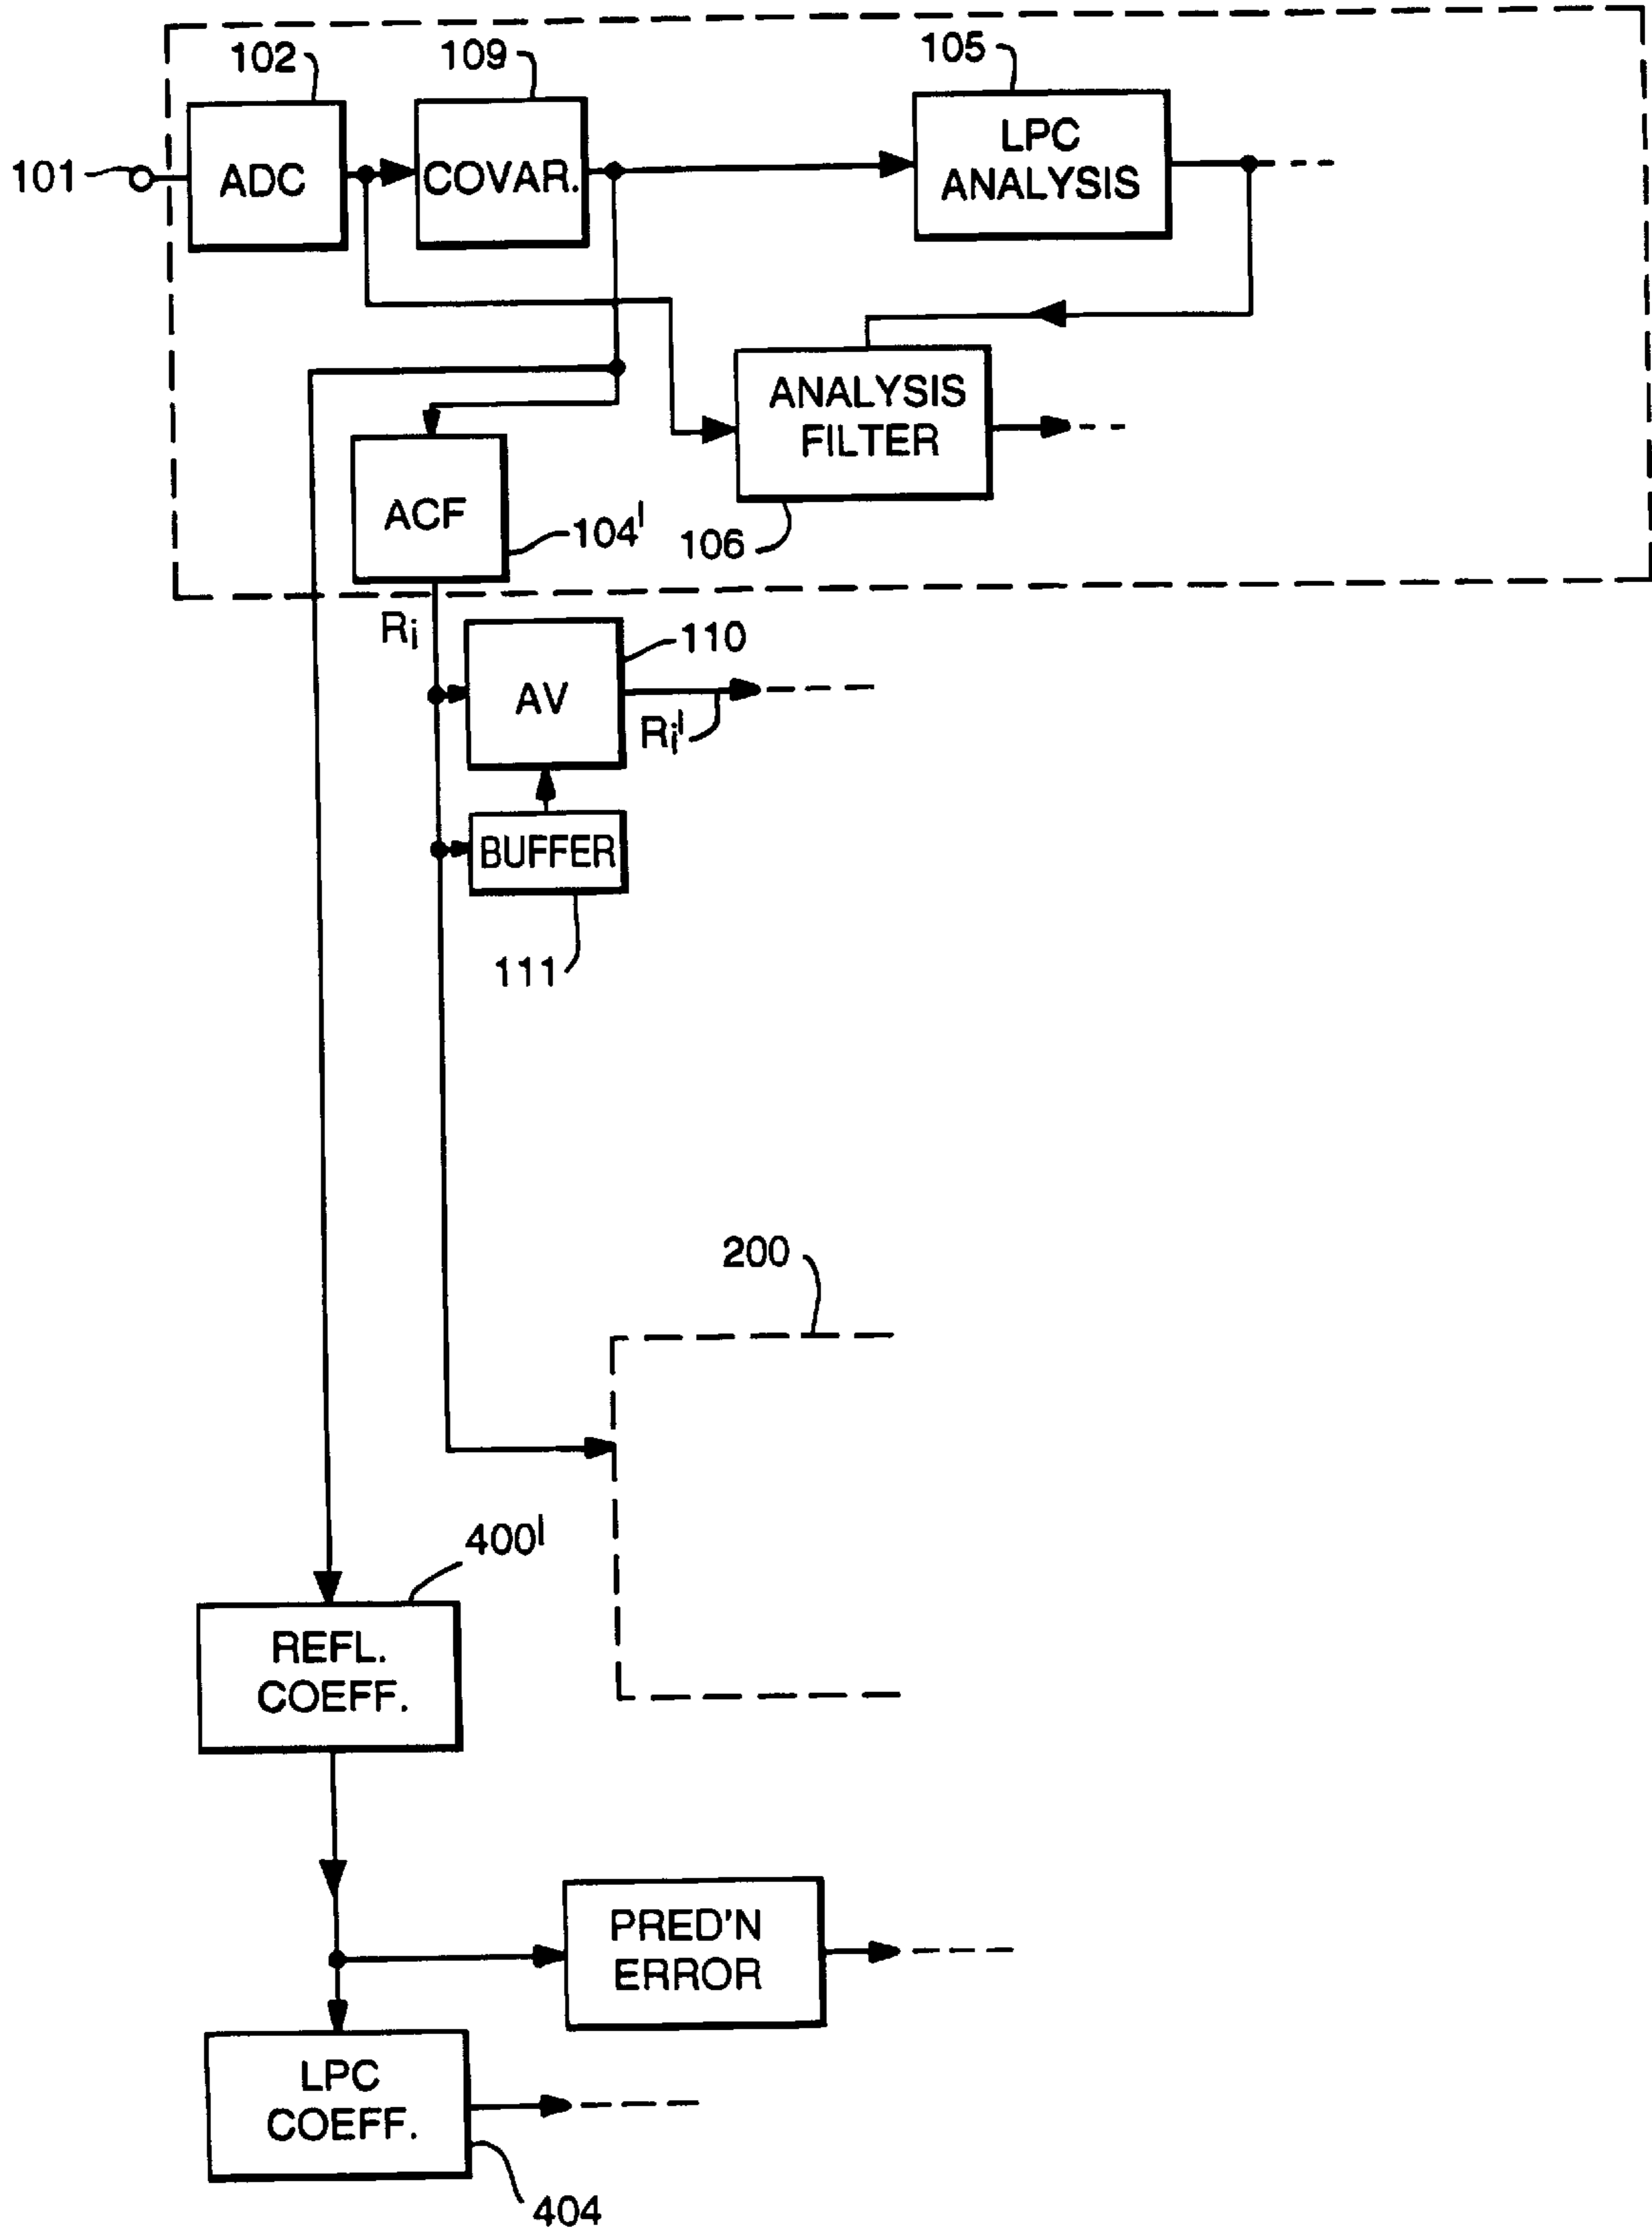 102
109
105
101
ADC
COVAR.
LPC
ANALYSIS
ANALYSIS
FILTER
ACF
104'
106
Ri
110
AV
Ri'
BUFFER
111
200
400'
REFL.
COEFF.
PRED'N
ERROR
LPC
COEFF.
404